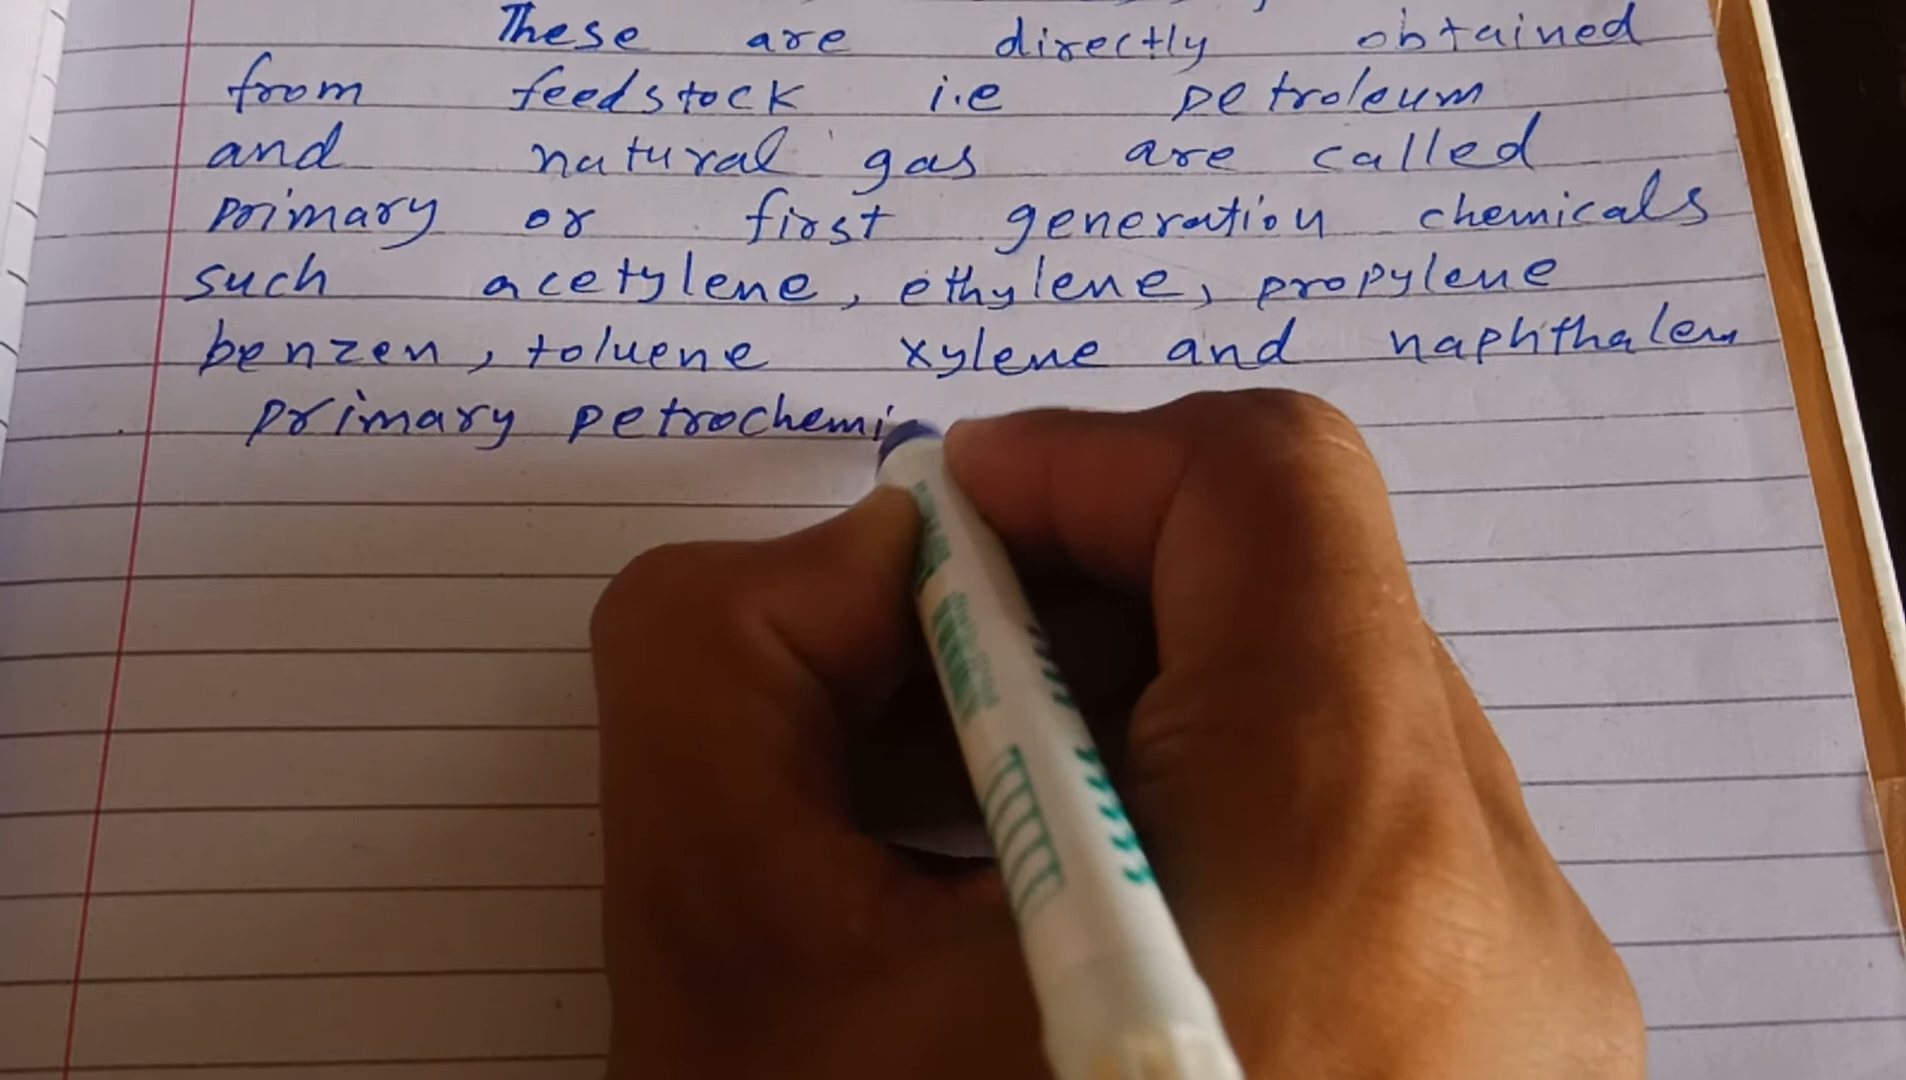 These are directly obtained
from feedstock i.e petroleum
and natural gas are called
primary or first generation chemicals
such acetylene, ethylene, propylene
benzen, toluene xylene and naphthalen
primary petrochemi